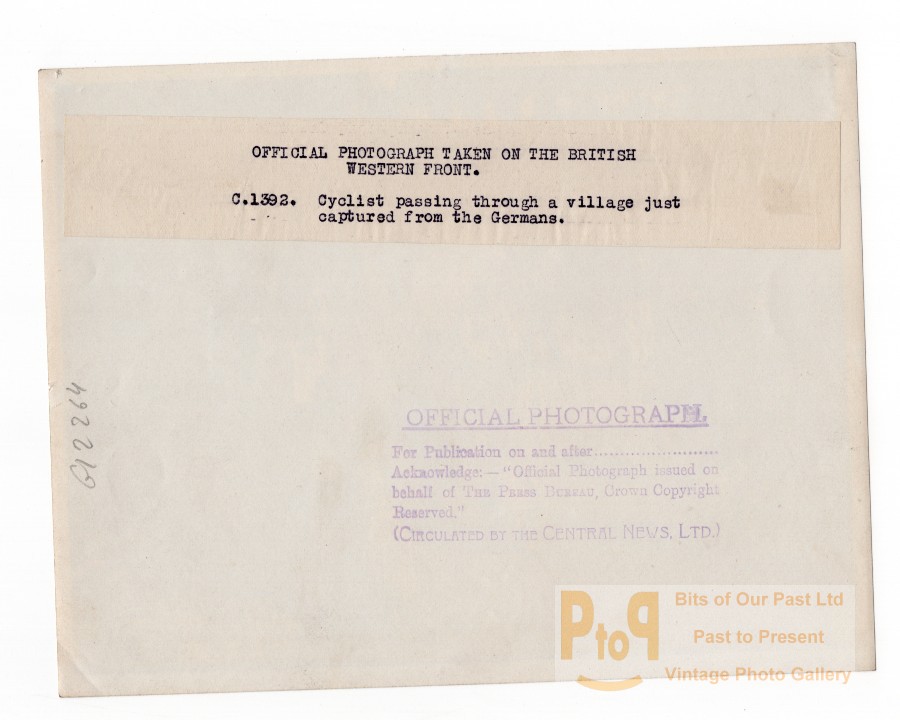 OFFICIAL PHOTOGRAPH TAKEN ON THE BRITISH
WESTERN FRONT.
C.1392. Cyclist passing through a village just
captured from the Germans.
OFFICIAL PHOTOGRAPH.
For Publication on and after........................
Acknowledge:—"Official Photograph issued on
behalf of THE PRESS BUREAU, Crown Copyright
Reserved."
(CIRCULATED BY THE CENTRAL NEWS, LTD.)
PtoP
Bits of Our Past Ltd
Past to Present
Vintage Photo Gallery